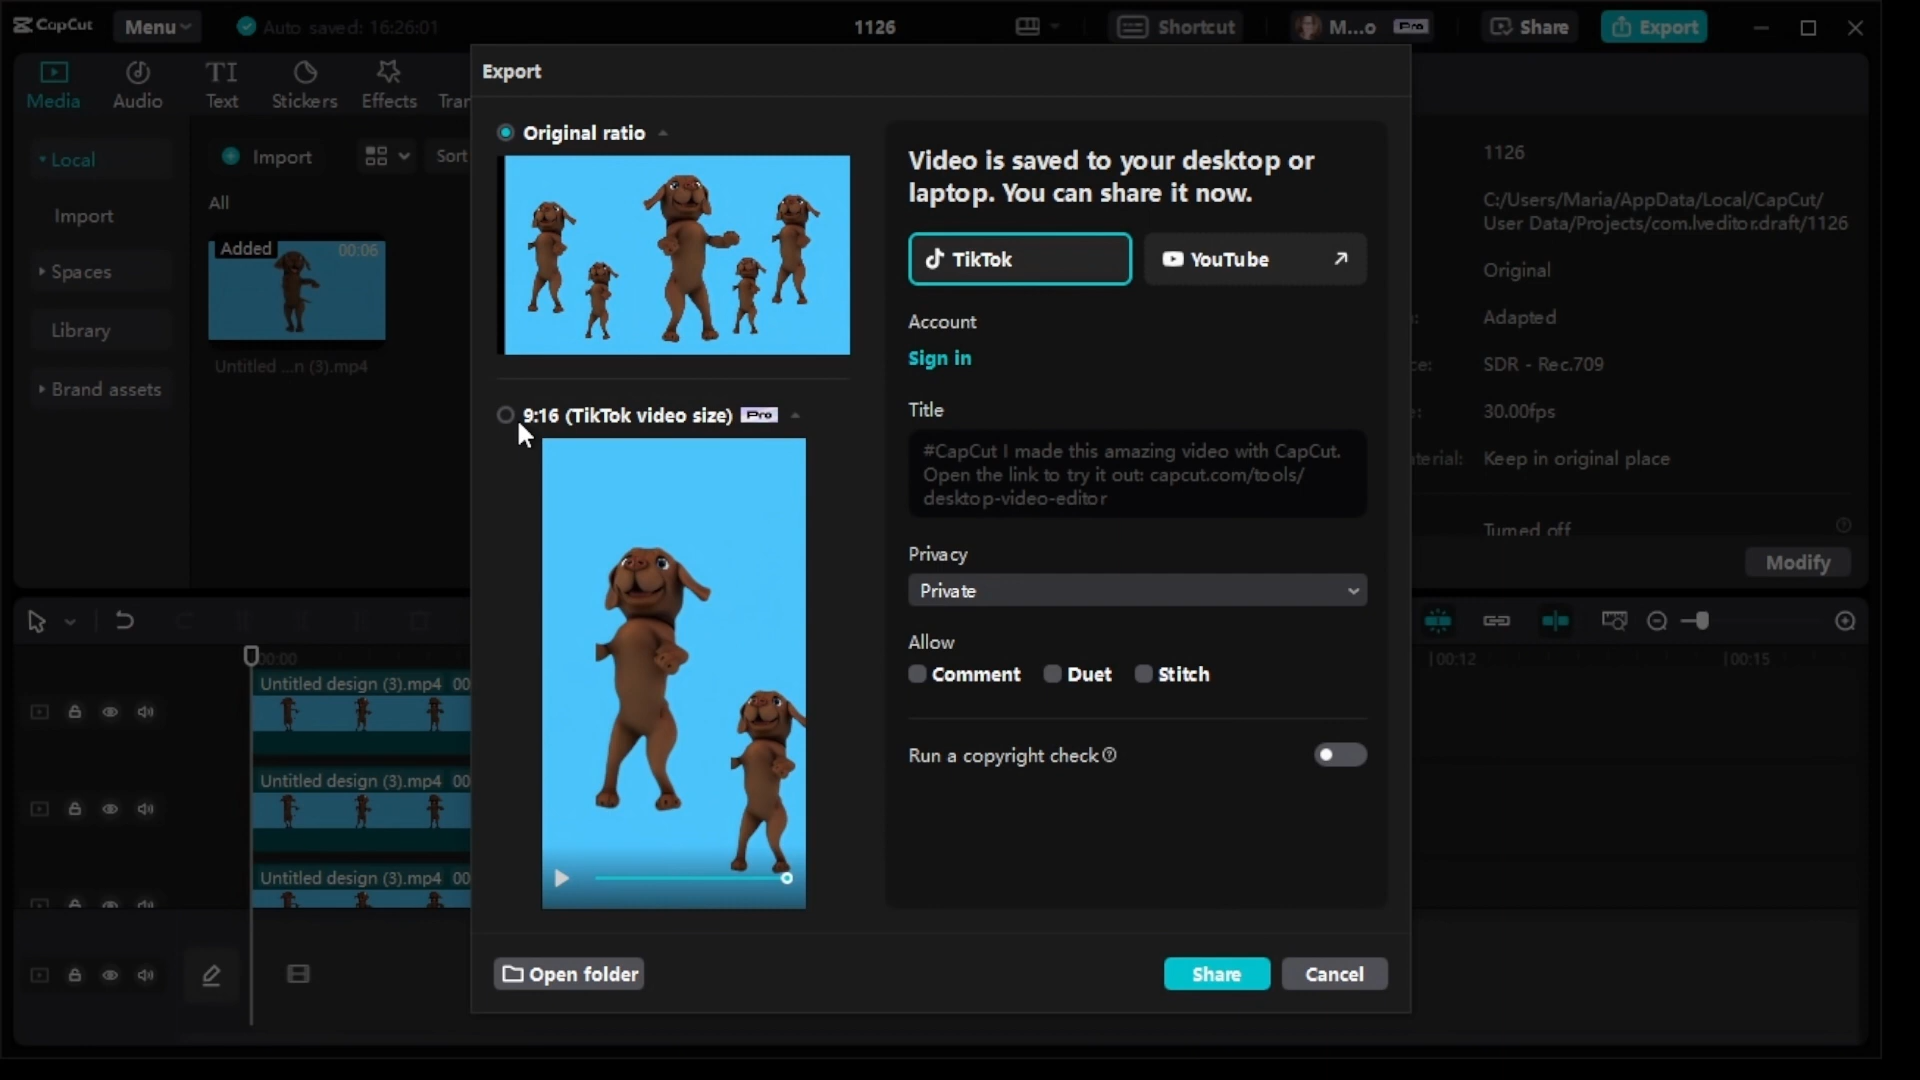 CapCut
Menu
Auto saved: 16:26:01
1126
Shortcut
M...o
Pro
Share
Export
Media
Audio
Text
Stickers
Effects
Tran
Local
Import
Spaces
Library
Brand assets
Import
Sort
All
Added
00:06
Untitled ...n (3).mp4
Export
Original ratio
9:16 (TikTok video size) Pro
Video is saved to your desktop or
laptop. You can share it now.
TikTok
YouTube
Account
Sign in
Title
#CapCut I made this amazing video with CapCut.
Open the link to try it out: capcut.com/tools/
desktop-video-editor
Privacy
Private
Allow
Comment
Duet
Stitch
Run a copyright check
Open folder
Share
Cancel
1126
C:/Users/Maria/AppData/Local/CapCut/
User Data/Projects/com.lveditor.draft/1126
Original
Adapted
ce: SDR - Rec.709
30.00fps
terial: Keep in original place
Turned off
Modify
00:00
00:12
00:15
Untitled design (3).mp4 00
Untitled design (3).mp4 00
Untitled design (3).mp4 00